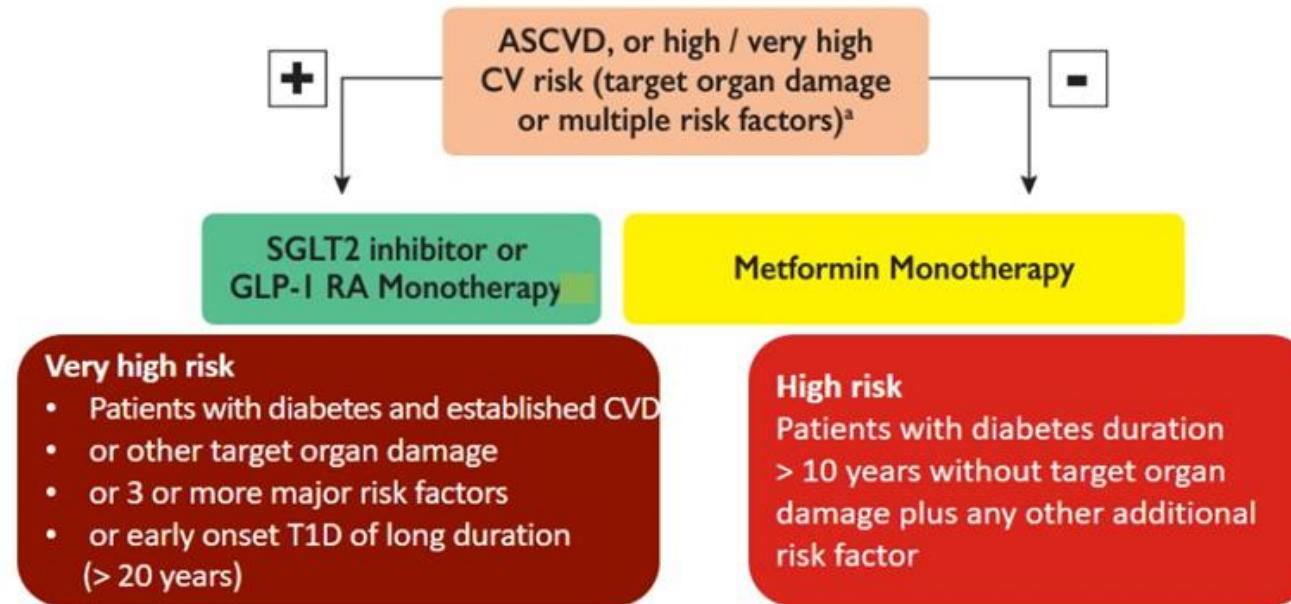 ASCVD, or high / very high
CV risk (target organ damage
or multiple risk factors)ᵃ
+
-
SGLT2 inhibitor or
GLP-1 RA Monotherapy
Metformin Monotherapy
Very high risk
• Patients with diabetes and established CVD
• or other target organ damage
• or 3 or more major risk factors
• or early onset T1D of long duration
(> 20 years)
High risk
Patients with diabetes duration
> 10 years without target organ
damage plus any other additional
risk factor